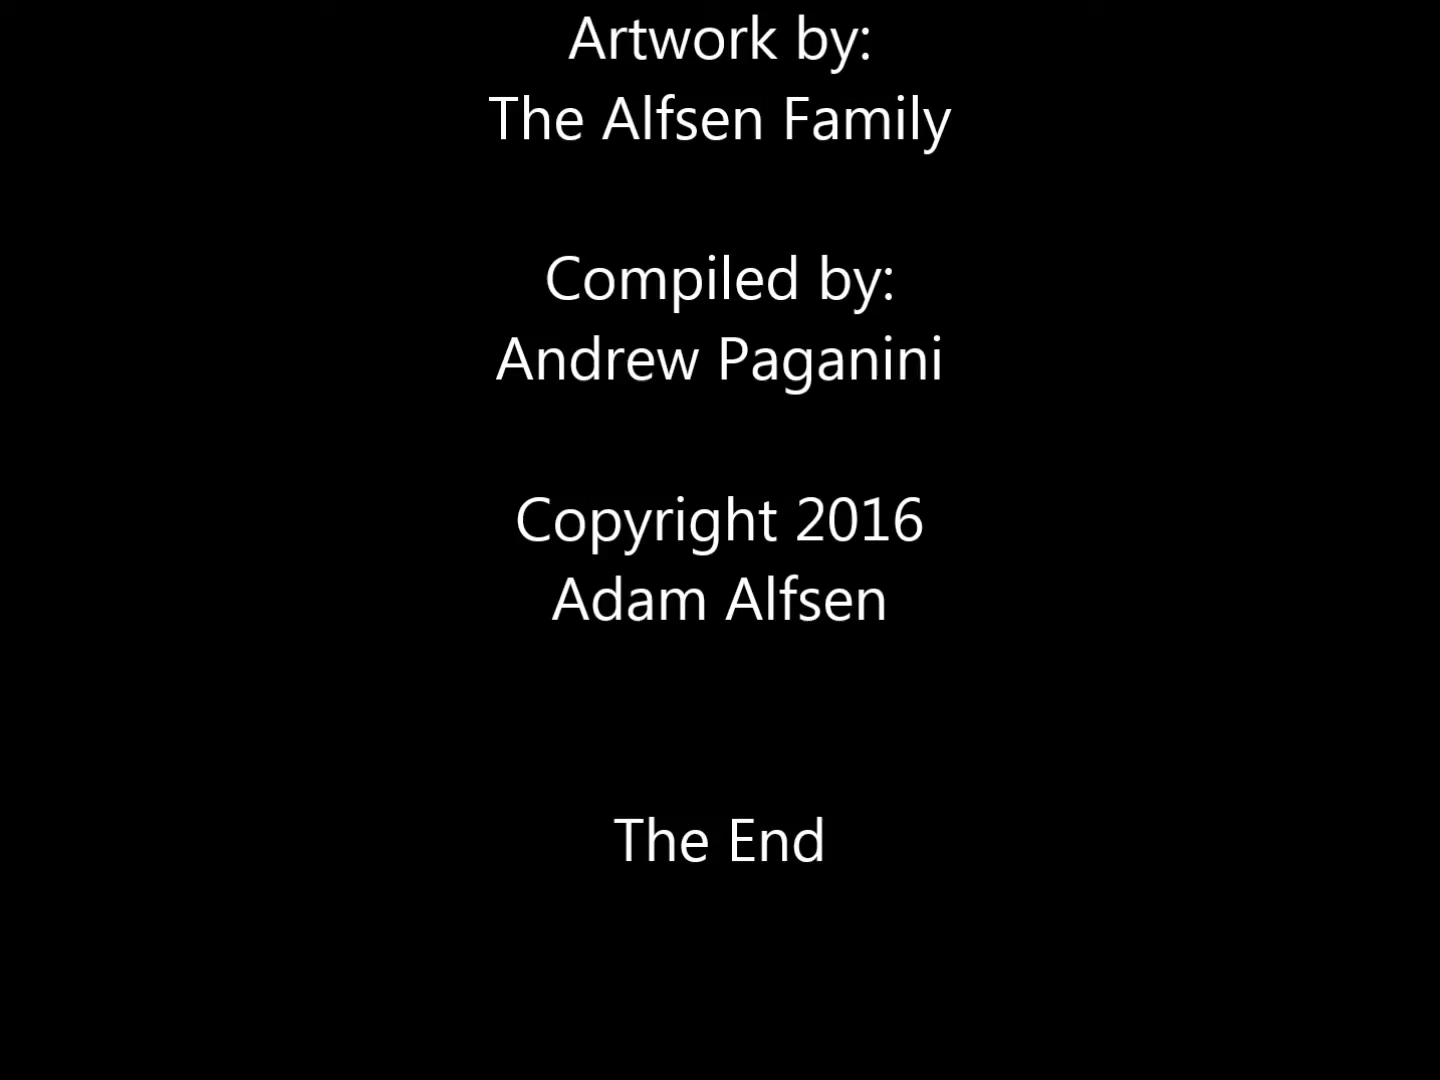 Artwork by:
The Alfsen Family
Compiled by:
Andrew Paganini
Copyright 2016
Adam Alfsen
The End